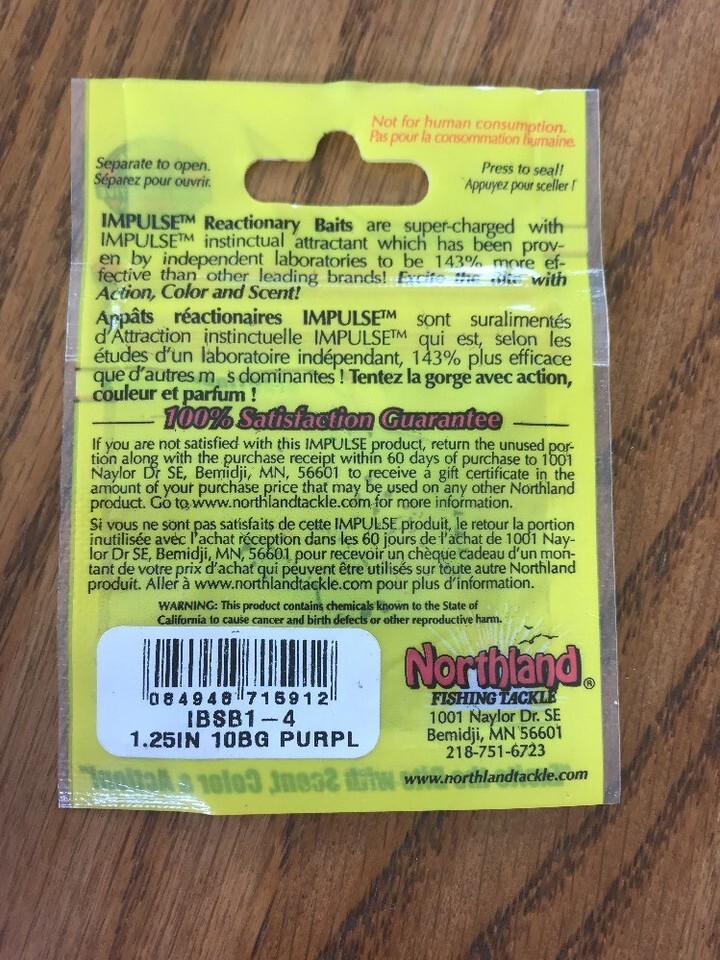 Not for human consumption.
Pas pour la consommation humaine.
Separate to open.
Séparez pour ouvrir.
Press to seal!
Appuyez pour sceller !
IMPULSE™ Reactionary Baits are super-charged with
IMPULSE™ instinctual attractant which has been prov-
en by independent laboratories to be 143% more ef-
fective than other leading brands! Excite the Bite with
Action, Color and Scent!
Appâts réactionaires IMPULSE™ sont suralimentés
d'Attraction instinctuelle IMPULSE™ qui est, selon les
études d'un laboratoire indépendant, 143% plus efficace
que d'autres m s dominantes ! Tentez la gorge avec action,
couleur et parfum !
100% Satisfaction Guarantee
If you are not satisfied with this IMPULSE product, return the unused por-
tion along with the purchase receipt within 60 days of purchase to 1001
Naylor Dr SE, Bemidji, MN, 56601 to receive a gift certificate in the
amount of your purchase price that may be used on any other Northland
product. Go to www.northlandtackle.com for more information.
Si vous ne sont pas satisfaits de cette IMPULSE produit, le retour la portion
inutilisée avec l'achat réception dans les 60 jours de l'achat de 1001 Nay-
lor Dr SE, Bemidji, MN, 56601 pour recevoir un chèque cadeau d'un mon-
tant de votre prix d'achat qui peuvent être utilisés sur toute autre Northland
produit. Aller à www.northlandtackle.com pour plus d'information.
WARNING: This product contains chemicals known to the State of
California to cause cancer and birth defects or other reproductive harm.
084948 715912
IBSB1-4
1.25IN 10BG PURPL
Northland®
FISHING TACKLE
1001 Naylor Dr. SE
Bemidji, MN 56601
218-751-6723
www.northlandtackle.com
with Scent, Color & Action!